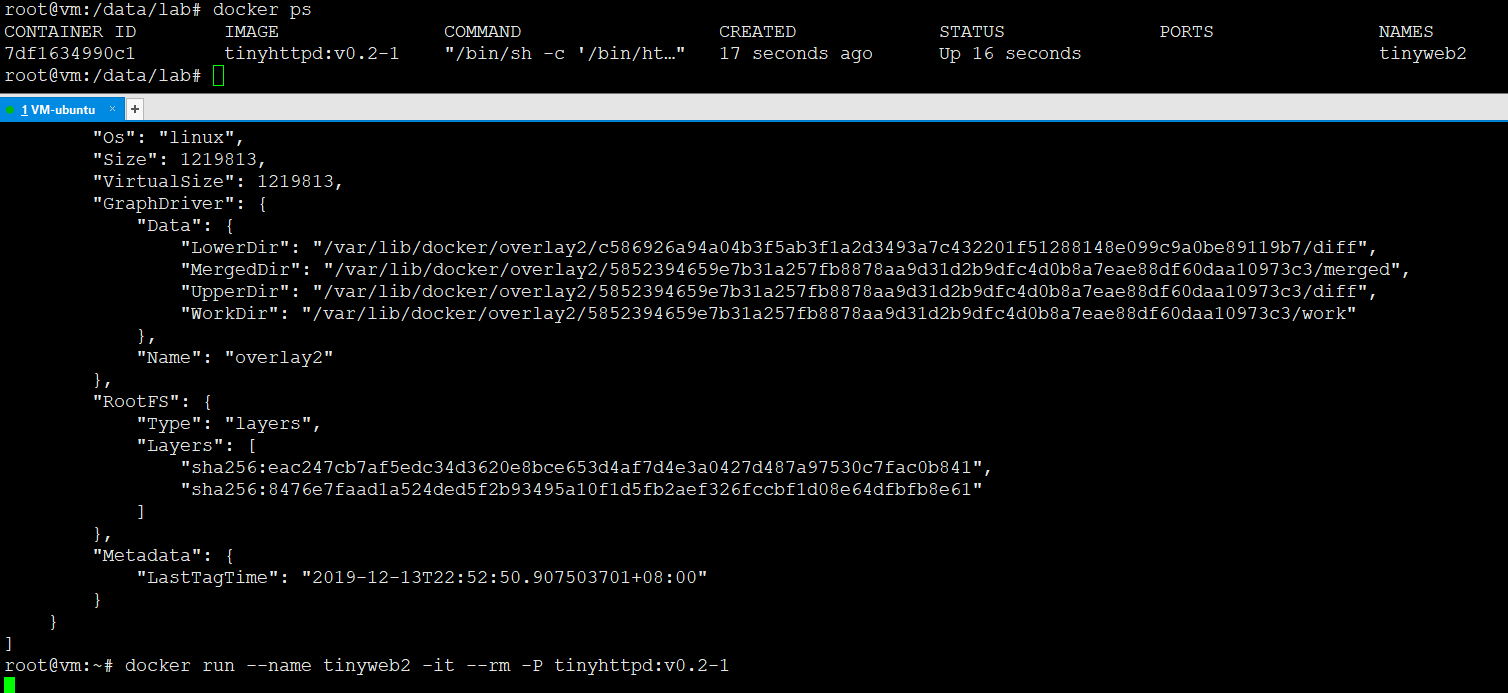 root@vm:/data/lab# docker ps
CONTAINER ID        IMAGE               COMMAND                  CREATED             STATUS              PORTS               NAMES
7df1634990c1        tinyhttpd:v0.2-1    "/bin/sh -c '/bin/ht…"   17 seconds ago      Up 16 seconds                           tinyweb2
root@vm:/data/lab#
1 VM-ubuntu × +
        "Os": "linux",
        "Size": 1219813,
        "VirtualSize": 1219813,
        "GraphDriver": {
            "Data": {
                "LowerDir": "/var/lib/docker/overlay2/c586926a94a04b3f5ab3f1a2d3493a7c432201f51288148e099c9a0be89119b7/diff",
                "MergedDir": "/var/lib/docker/overlay2/5852394659e7b31a257fb8878aa9d31d2b9dfc4d0b8a7eae88df60daa10973c3/merged",
                "UpperDir": "/var/lib/docker/overlay2/5852394659e7b31a257fb8878aa9d31d2b9dfc4d0b8a7eae88df60daa10973c3/diff",
                "WorkDir": "/var/lib/docker/overlay2/5852394659e7b31a257fb8878aa9d31d2b9dfc4d0b8a7eae88df60daa10973c3/work"
            },
            "Name": "overlay2"
        },
        "RootFS": {
            "Type": "layers",
            "Layers": [
                "sha256:eac247cb7af5edc34d3620e8bce653d4af7d4e3a0427d487a97530c7fac0b841",
                "sha256:8476e7faad1a524ded5f2b93495a10f1d5fb2aef326fccbf1d08e64dfbfb8e61"
            ]
        },
        "Metadata": {
            "LastTagTime": "2019-12-13T22:52:50.907503701+08:00"
        }
    }
]
root@vm:~# docker run --name tinyweb2 -it --rm -P tinyhttpd:v0.2-1